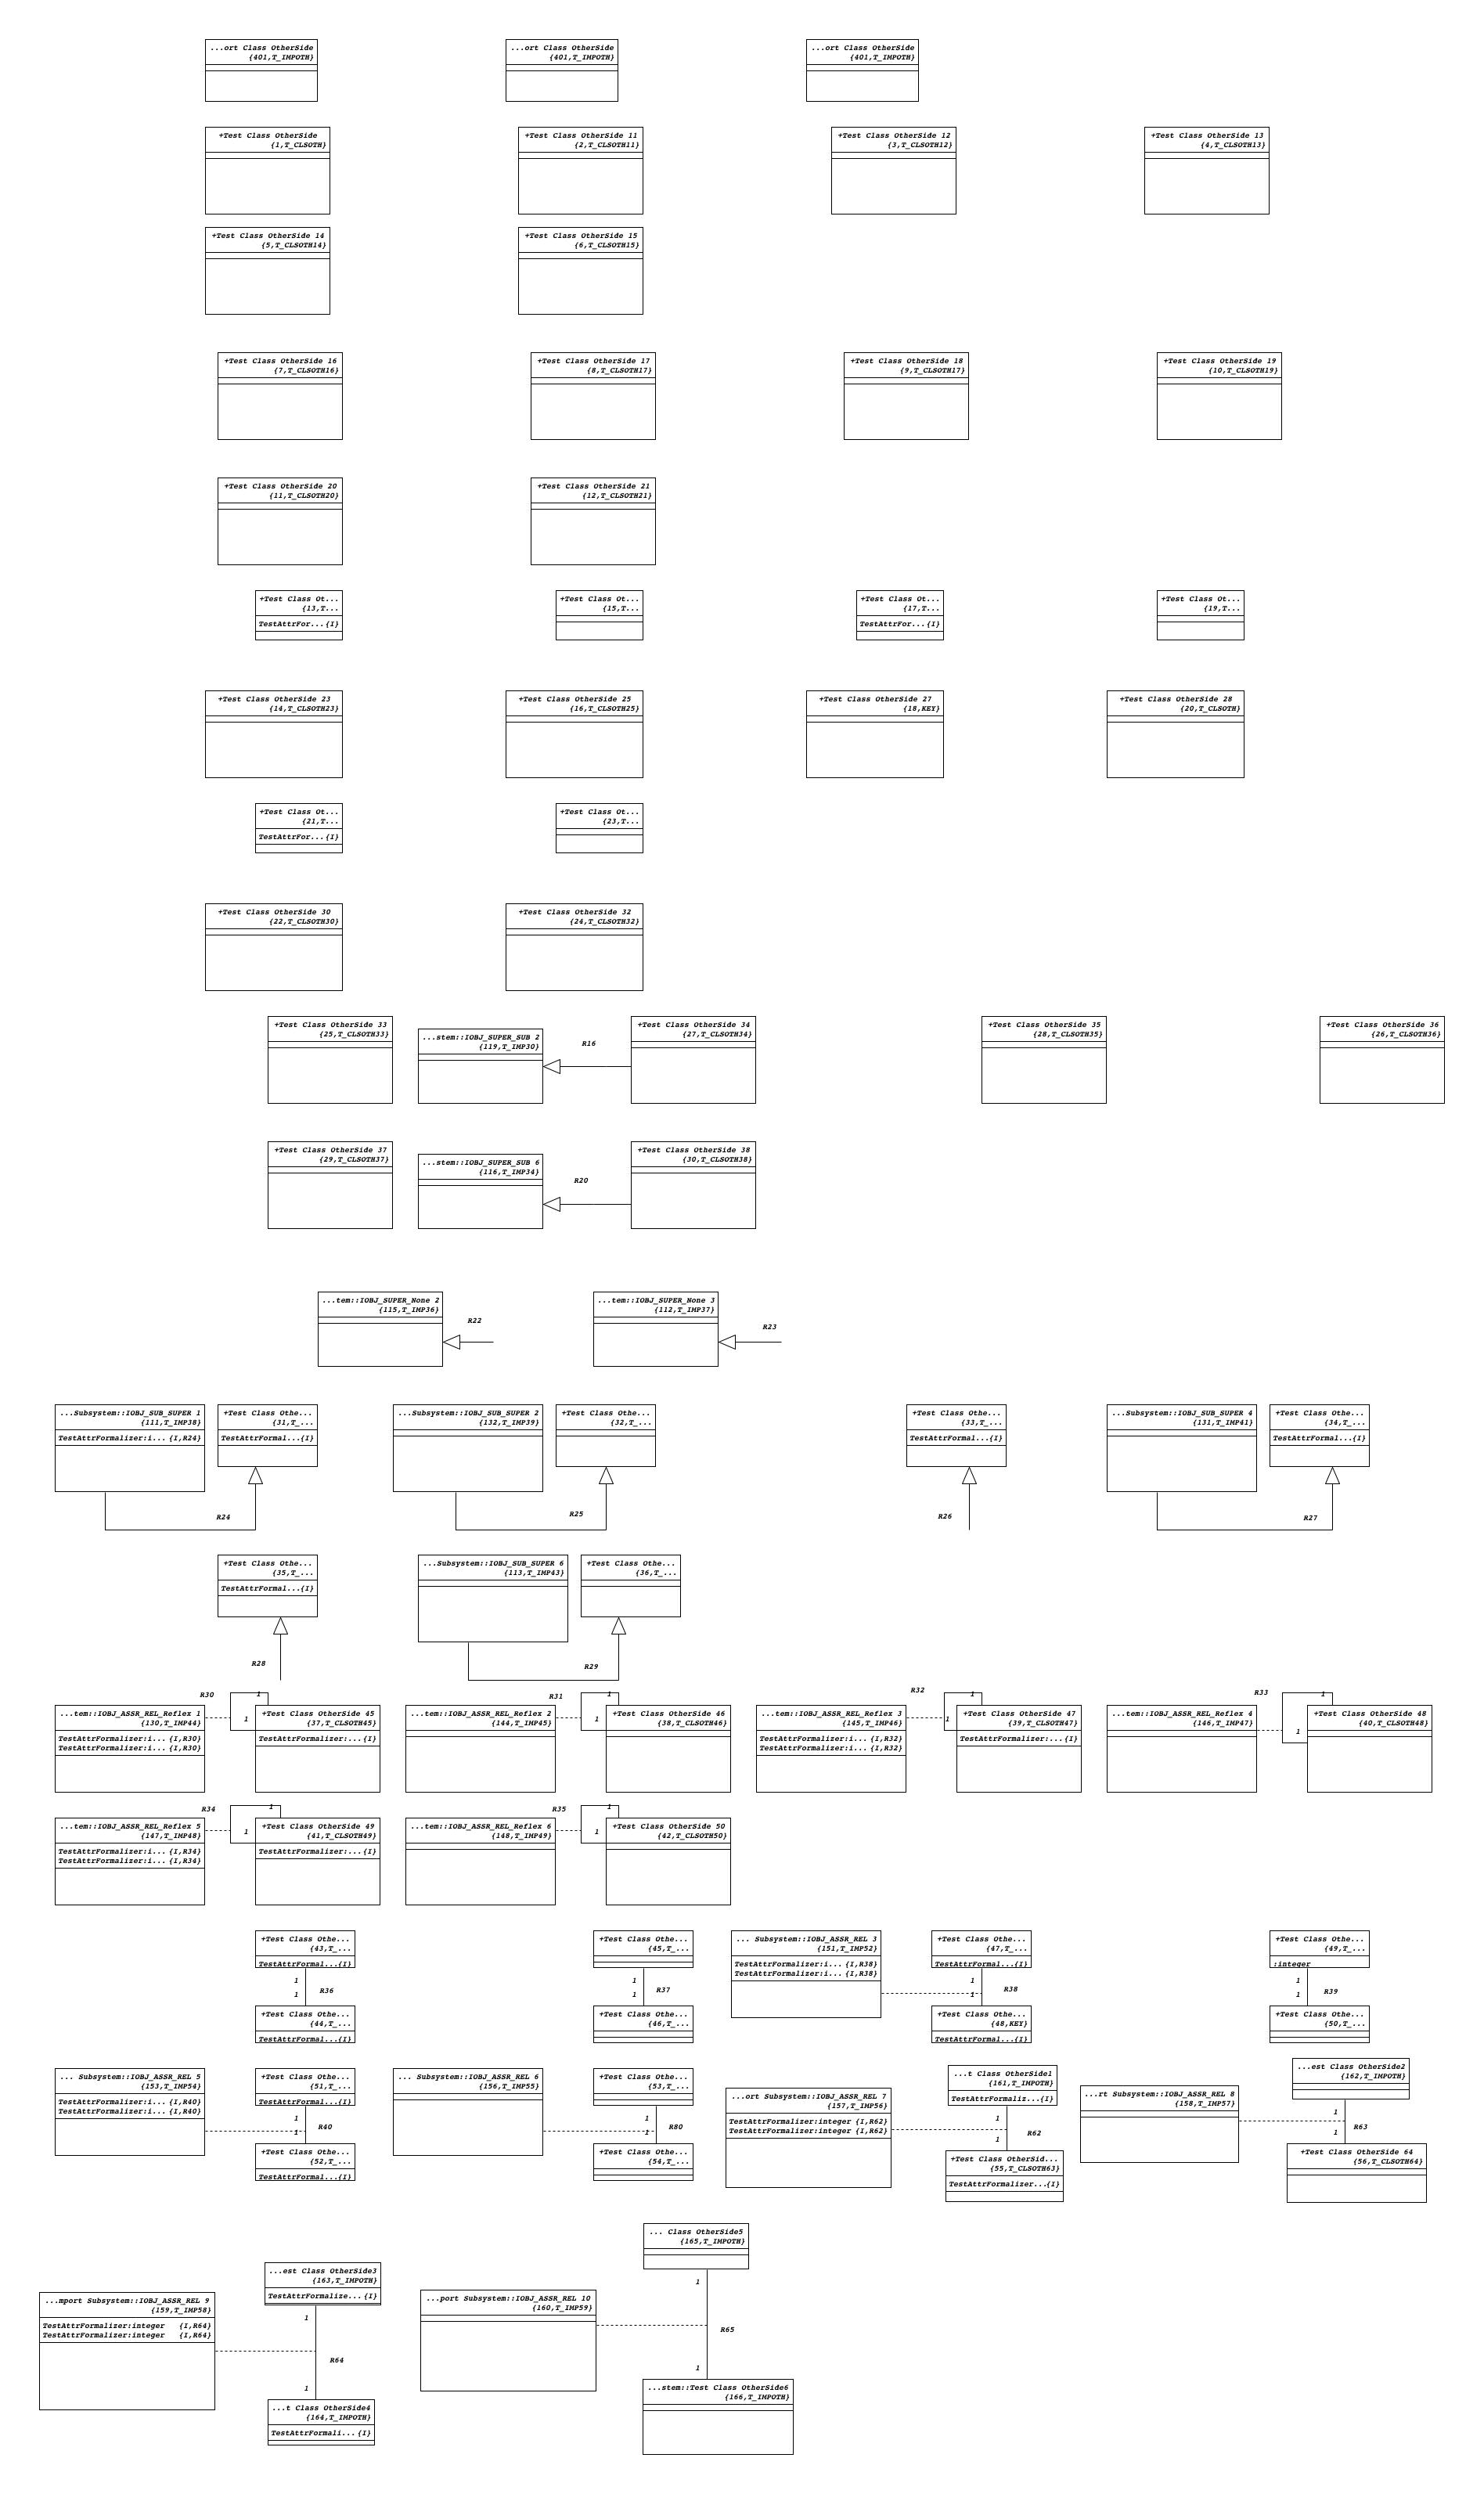 ...ort Class OtherSide
{401,T_IMPOTH}
...ort Class OtherSide
{401,T_IMPOTH}
...ort Class OtherSide
{401,T_IMPOTH}
+Test Class OtherSide
{1,T_CLSOTH}
+Test Class OtherSide 11
{2,T_CLSOTH11}
+Test Class OtherSide 12
{3,T_CLSOTH12}
+Test Class OtherSide 13
{4,T_CLSOTH13}
+Test Class OtherSide 14
{5,T_CLSOTH14}
+Test Class OtherSide 15
{6,T_CLSOTH15}
+Test Class OtherSide 16
{7,T_CLSOTH16}
+Test Class OtherSide 17
{8,T_CLSOTH17}
+Test Class OtherSide 18
{9,T_CLSOTH17}
+Test Class OtherSide 19
{10,T_CLSOTH19}
+Test Class OtherSide 20
{11,T_CLSOTH20}
+Test Class OtherSide 21
{12,T_CLSOTH21}
+Test Class Ot...
{13,T...
TestAttrFor...{I}
+Test Class Ot...
{15,T...
+Test Class Ot...
{17,T...
TestAttrFor...{I}
+Test Class Ot...
{19,T...
+Test Class OtherSide 23
{14,T_CLSOTH23}
+Test Class OtherSide 25
{16,T_CLSOTH25}
+Test Class OtherSide 27
{18,KEY}
+Test Class OtherSide 28
{20,T_CLSOTH}
+Test Class Ot...
{21,T...
TestAttrFor...{I}
+Test Class Ot...
{23,T...
+Test Class OtherSide 30
{22,T_CLSOTH30}
+Test Class OtherSide 32
{24,T_CLSOTH32}
+Test Class OtherSide 33
{25,T_CLSOTH33}
...stem::IOBJ_SUPER_SUB 2
{119,T_IMP30}
R16
+Test Class OtherSide 34
{27,T_CLSOTH34}
+Test Class OtherSide 35
{28,T_CLSOTH35}
+Test Class OtherSide 36
{26,T_CLSOTH36}
+Test Class OtherSide 37
{29,T_CLSOTH37}
...stem::IOBJ_SUPER_SUB 6
{116,T_IMP34}
R20
+Test Class OtherSide 38
{30,T_CLSOTH38}
...tem::IOBJ_SUPER_None 2
{115,T_IMP36}
R22
...tem::IOBJ_SUPER_None 3
{112,T_IMP37}
R23
...Subsystem::IOBJ_SUB_SUPER 1
{111,T_IMP38}
TestAttrFormalizer:i... {I,R24}
+Test Class Othe...
{31,T_...
TestAttrFormal...{I}
R24
...Subsystem::IOBJ_SUB_SUPER 2
{132,T_IMP39}
+Test Class Othe...
{32,T_...
R25
+Test Class Othe...
{33,T_...
TestAttrFormal...{I}
R26
...Subsystem::IOBJ_SUB_SUPER 4
{131,T_IMP41}
+Test Class Othe...
{34,T_...
TestAttrFormal...{I}
R27
+Test Class Othe...
{35,T_...
TestAttrFormal...{I}
R28
...Subsystem::IOBJ_SUB_SUPER 6
{113,T_IMP43}
+Test Class Othe...
{36,T_...
R29
R30
1
1
...tem::IOBJ_ASSR_REL_Reflex 1
{130,T_IMP44}
TestAttrFormalizer:i... {I,R30}
TestAttrFormalizer:i... {I,R30}
+Test Class OtherSide 45
{37,T_CLSOTH45}
TestAttrFormalizer:...{I}
R31
1
1
...tem::IOBJ_ASSR_REL_Reflex 2
{144,T_IMP45}
+Test Class OtherSide 46
{38,T_CLSOTH46}
R32
1
1
...tem::IOBJ_ASSR_REL_Reflex 3
{145,T_IMP46}
TestAttrFormalizer:i... {I,R32}
TestAttrFormalizer:i... {I,R32}
+Test Class OtherSide 47
{39,T_CLSOTH47}
TestAttrFormalizer:...{I}
R33
1
1
...tem::IOBJ_ASSR_REL_Reflex 4
{146,T_IMP47}
+Test Class OtherSide 48
{40,T_CLSOTH48}
R34
1
1
...tem::IOBJ_ASSR_REL_Reflex 5
{147,T_IMP48}
TestAttrFormalizer:i... {I,R34}
TestAttrFormalizer:i... {I,R34}
+Test Class OtherSide 49
{41,T_CLSOTH49}
TestAttrFormalizer:...{I}
R35
1
1
...tem::IOBJ_ASSR_REL_Reflex 6
{148,T_IMP49}
+Test Class OtherSide 50
{42,T_CLSOTH50}
+Test Class Othe...
{43,T_...
TestAttrFormal...{I}
1
1
R36
+Test Class Othe...
{44,T_...
TestAttrFormal...{I}
+Test Class Othe...
{45,T_...
1
1
R37
+Test Class Othe...
{46,T_...
... Subsystem::IOBJ_ASSR_REL 3
{151,T_IMP52}
TestAttrFormalizer:i... {I,R38}
TestAttrFormalizer:i... {I,R38}
+Test Class Othe...
{47,T_...
TestAttrFormal...{I}
1
1
R38
+Test Class Othe...
{48,KEY}
TestAttrFormal...{I}
+Test Class Othe...
{49,T_...
:integer
1
1
R39
+Test Class Othe...
{50,T_...
... Subsystem::IOBJ_ASSR_REL 5
{153,T_IMP54}
TestAttrFormalizer:i... {I,R40}
TestAttrFormalizer:i... {I,R40}
+Test Class Othe...
{51,T_...
TestAttrFormal...{I}
1
1
R40
+Test Class Othe...
{52,T_...
TestAttrFormal...{I}
... Subsystem::IOBJ_ASSR_REL 6
{156,T_IMP55}
+Test Class Othe...
{53,T_...
1
1
R80
+Test Class Othe...
{54,T_...
...ort Subsystem::IOBJ_ASSR_REL 7
{157,T_IMP56}
TestAttrFormalizer:integer {I,R62}
TestAttrFormalizer:integer {I,R62}
...t Class OtherSide1
{161,T_IMPOTH}
TestAttrFormaliz...{I}
1
1
R62
+Test Class OtherSid...
{55,T_CLSOTH63}
TestAttrFormalizer...{I}
...rt Subsystem::IOBJ_ASSR_REL 8
{158,T_IMP57}
...est Class OtherSide2
{162,T_IMPOTH}
1
1
R63
+Test Class OtherSide 64
{56,T_CLSOTH64}
...mport Subsystem::IOBJ_ASSR_REL 9
{159,T_IMP58}
TestAttrFormalizer:integer {I,R64}
TestAttrFormalizer:integer {I,R64}
...est Class OtherSide3
{163,T_IMPOTH}
TestAttrFormalize...{I}
1
R64
1
...t Class OtherSide4
{164,T_IMPOTH}
TestAttrFormali...{I}
... Class OtherSide5
{165,T_IMPOTH}
1
...port Subsystem::IOBJ_ASSR_REL 10
{160,T_IMP59}
R65
1
...stem::Test Class OtherSide6
{166,T_IMPOTH}